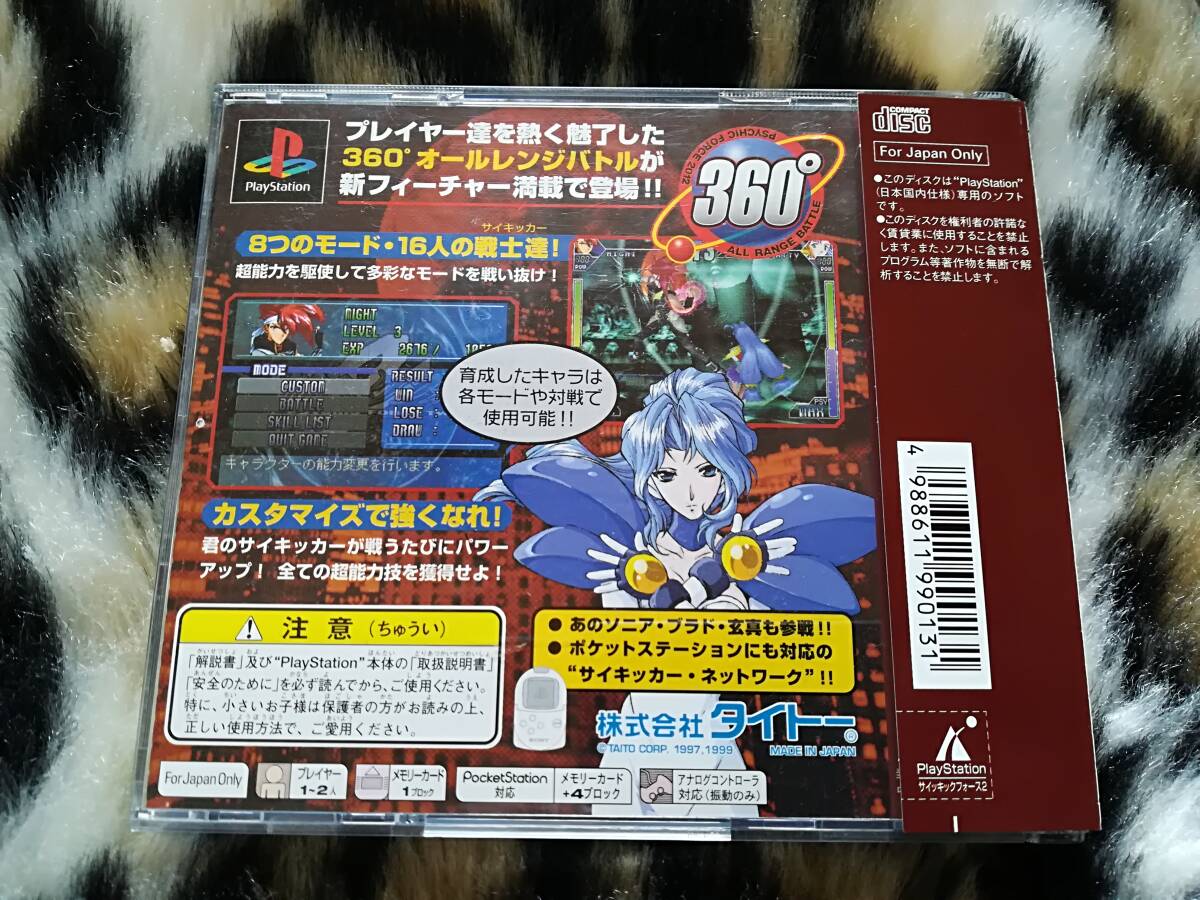 PlayStation
プレイヤー達を熱く魅了した
360°オールレンジバトルが
新フィーチャー満載で登場!!
PSYCHIC FORCE 2012
360°
ALL RANGE BATTLE
サイキッカー
8つのモード・16人の戦士達!
超能力を駆使して多彩なモードを戦い抜け!
NIGHT
LEVEL 3
EXP 2676 /
MODE
CUSTOM
BATTLE
SKILL LIST
QUIT GAME
RESULT
WIN :
LOSE :
DRAW :
キャラクターの能力変更を行います。
育成したキャラは
各モードや対戦で
使用可能!!
カスタマイズで強くなれ!
君のサイキッカーが戦うたびにパワー
アップ! 全ての超能力技を獲得せよ!
注意(ちゅうい)
「解説書」及び“PlayStation”本体の「取扱説明書」
「安全のために」を必ず読んでから、ご使用ください。
特に、小さいお子様は保護者の方がお読みの上、
正しい使用方法で、ご愛用ください。
●あのソニア・ブラド・玄真も参戦!!
●ポケットステーションにも対応の
“サイキッカー・ネットワーク”!!
株式会社タイトー®
©TAITO CORP. 1997,1999
MADE IN JAPAN
For Japan Only
プレイヤー
1~2人
メモリーカード
1ブロック
PocketStation
対応
メモリーカード
+4ブロック
アナログコントローラ
対応(振動のみ)
COMPACT
disc
For Japan Only
●このディスクは“PlayStation”
(日本国内仕様)専用のソフト
です。
●このディスクを権利者の許諾な
く賃貸業に使用することを禁止
します。また、ソフトに含まれる
プログラム等著作物を無断で解
析することを禁止します。
4 988611 990131
PlayStation
サイキックフォース2